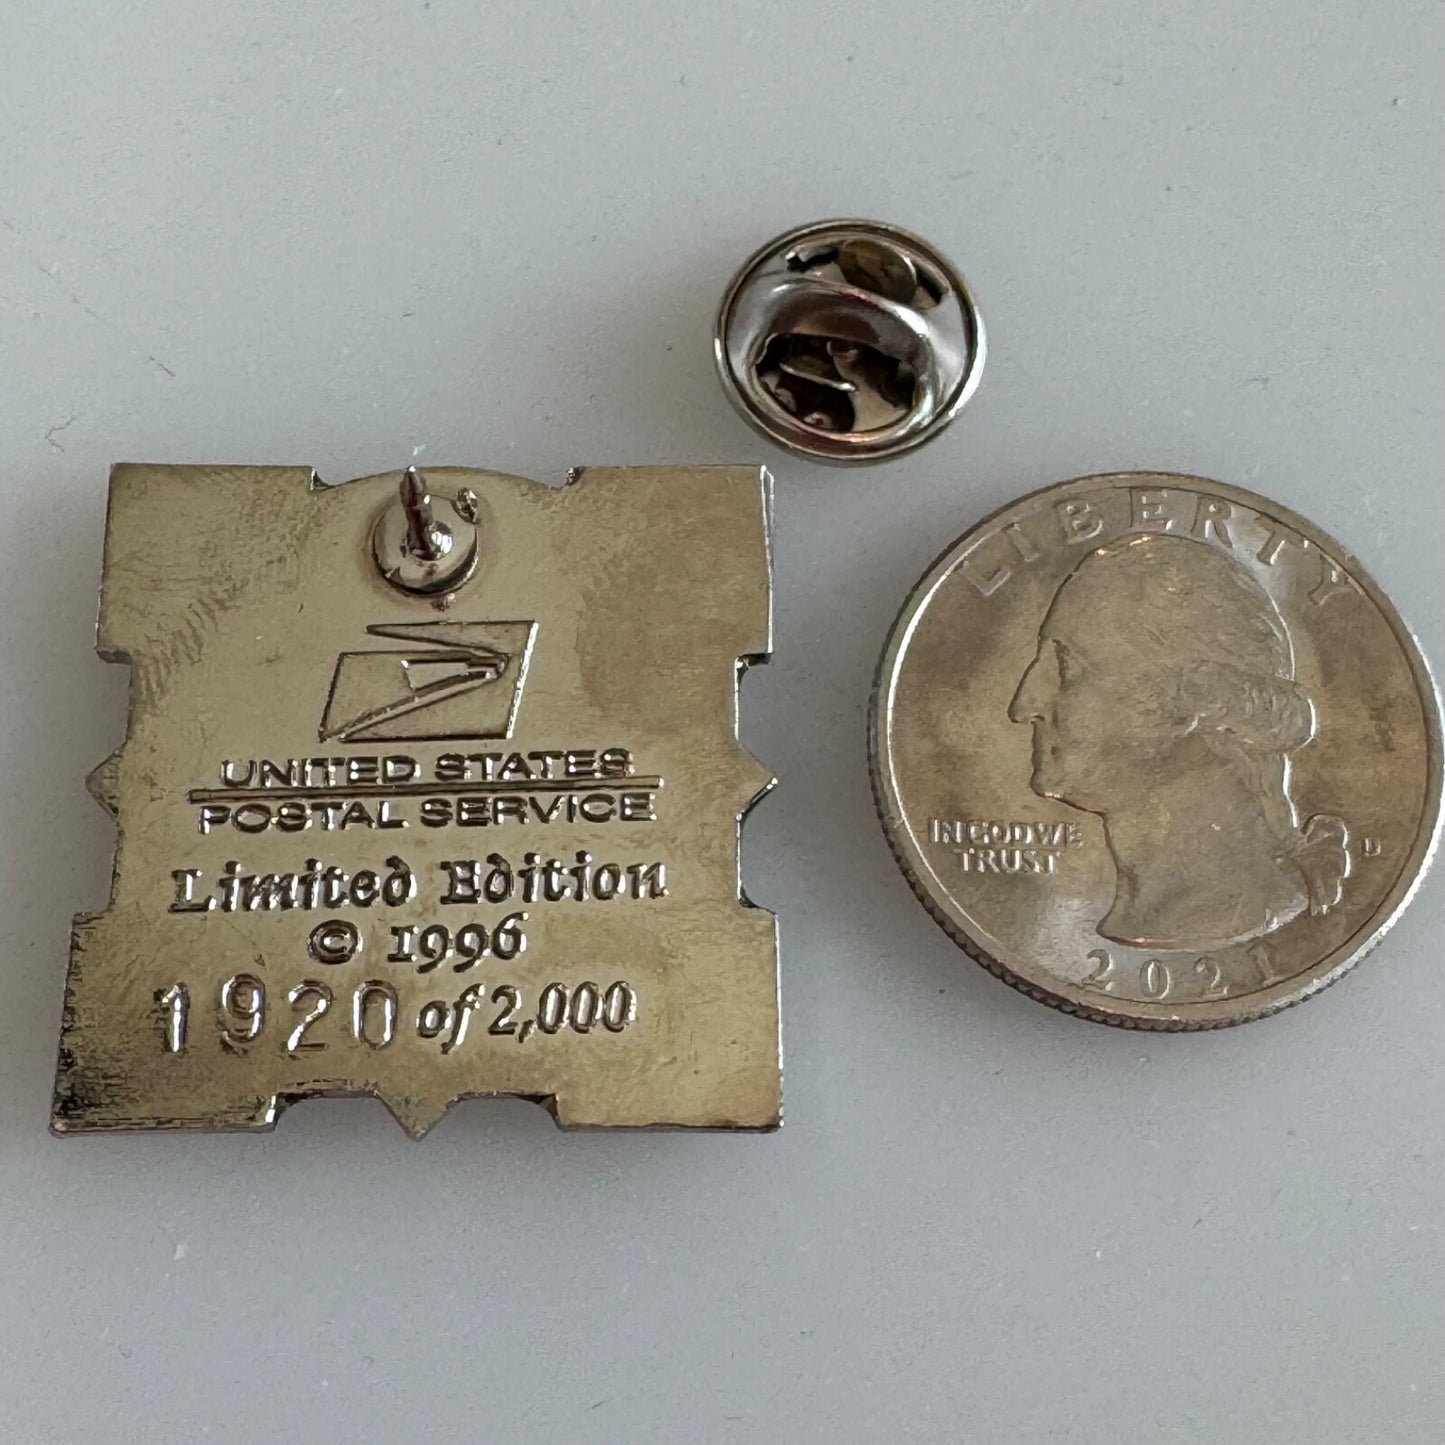 UNITED STATES
POSTAL SERVICE
Limited Edition
© 1996
1920 of 2,000
LIBERTY
IN GOD WE
TRUST
D
2021